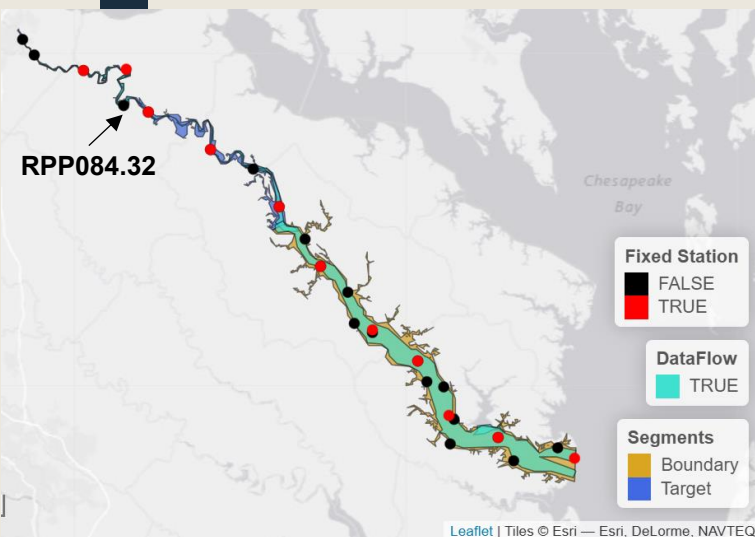 RPP084.32
Chesapeake
Bay
Fixed Station
FALSE
TRUE
DataFlow
TRUE
Segments
Boundary
Target
Leaflet | Tiles © Esri — Esri, DeLorme, NAVTEQ